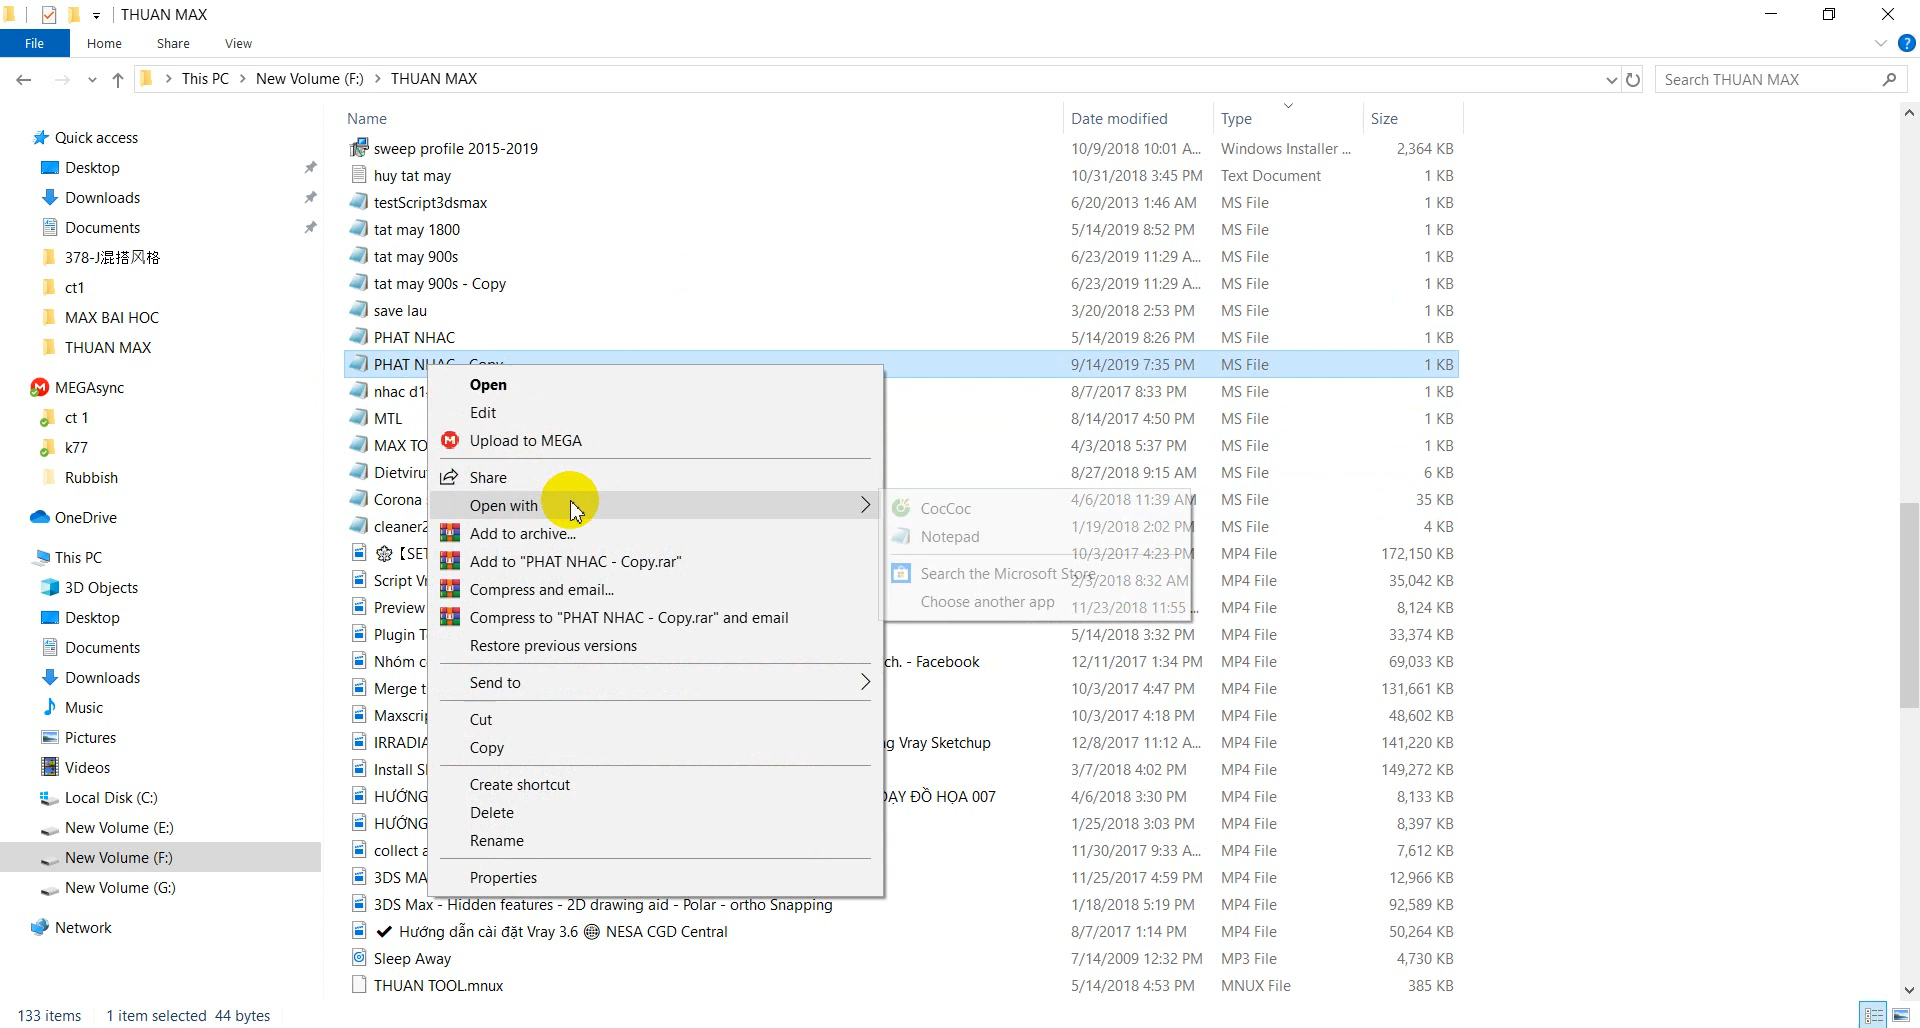 THUAN MAX
File Home Share View
This PC > New Volume (F:) > THUAN MAX
Search THUAN MAX
Quick access
Desktop
Downloads
Documents
378-J混搭风格
ct1
MAX BAI HOC
THUAN MAX
MEGAsync
ct 1
k77
Rubbish
OneDrive
This PC
3D Objects
Desktop
Documents
Downloads
Music
Pictures
Videos
Local Disk (C:)
New Volume (E:)
New Volume (F:)
New Volume (G:)
Network
Name Date modified Type Size
sweep profile 2015-2019 10/9/2018 10:01 A... Windows Installer ... 2,364 KB
huy tat may 10/31/2018 3:45 PM Text Document 1 KB
testScript3dsmax 6/20/2013 1:46 AM MS File 1 KB
tat may 1800 5/14/2019 8:52 PM MS File 1 KB
tat may 900s 6/23/2019 11:29 A... MS File 1 KB
tat may 900s - Copy 6/23/2019 11:29 A... MS File 1 KB
save lau 3/20/2018 2:53 PM MS File 1 KB
PHAT NHAC 5/14/2019 8:26 PM MS File 1 KB
PHAT NHAC - Copy 9/14/2019 7:35 PM MS File 1 KB
nhac d1 8/7/2017 8:33 PM MS File 1 KB
MTL 8/14/2017 4:50 PM MS File 1 KB
MAX TO 4/3/2018 5:37 PM MS File 1 KB
Dietviru 8/27/2018 9:15 AM MS File 6 KB
Corona 4/6/2018 11:39 AM MS File 35 KB
cleaner2 1/19/2018 2:02 PM MS File 4 KB
【SET 10/3/2017 4:23 PM MP4 File 172,150 KB
Script Vr 2/3/2018 8:32 AM MP4 File 35,042 KB
Preview 11/23/2018 11:55 ... MP4 File 8,124 KB
Plugin T 5/14/2018 3:32 PM MP4 File 33,374 KB
Nhóm c ch. - Facebook 12/11/2017 1:34 PM MP4 File 69,033 KB
Merge t 10/3/2017 4:47 PM MP4 File 131,661 KB
Maxscrip 10/3/2017 4:18 PM MP4 File 48,602 KB
IRRADIA g Vray Sketchup 12/8/2017 11:12 A... MP4 File 141,220 KB
Install S 3/7/2018 4:02 PM MP4 File 149,272 KB
HƯỚNG DẠY ĐỒ HỌA 007 4/6/2018 3:30 PM MP4 File 8,133 KB
HƯỚNG 1/25/2018 3:03 PM MP4 File 8,397 KB
collect a 11/30/2017 9:33 A... MP4 File 7,612 KB
3DS MA 11/25/2017 4:59 PM MP4 File 12,966 KB
3DS Max - Hidden features - 2D drawing aid - Polar - ortho Snapping 1/18/2018 5:19 PM MP4 File 92,589 KB
✔ Hướng dẫn cài đặt Vray 3.6 NESA CGD Central 8/7/2017 1:14 PM MP4 File 50,264 KB
Sleep Away 7/14/2009 12:32 PM MP3 File 4,730 KB
THUAN TOOL.mnux 5/14/2018 4:53 PM MNUX File 385 KB
Open
Edit
Upload to MEGA
Share
Open with
Add to archive...
Add to "PHAT NHAC - Copy.rar"
Compress and email...
Compress to "PHAT NHAC - Copy.rar" and email
Restore previous versions
Send to
Cut
Copy
Create shortcut
Delete
Rename
Properties
CocCoc
Notepad
Search the Microsoft Store
Choose another app
133 items 1 item selected 44 bytes